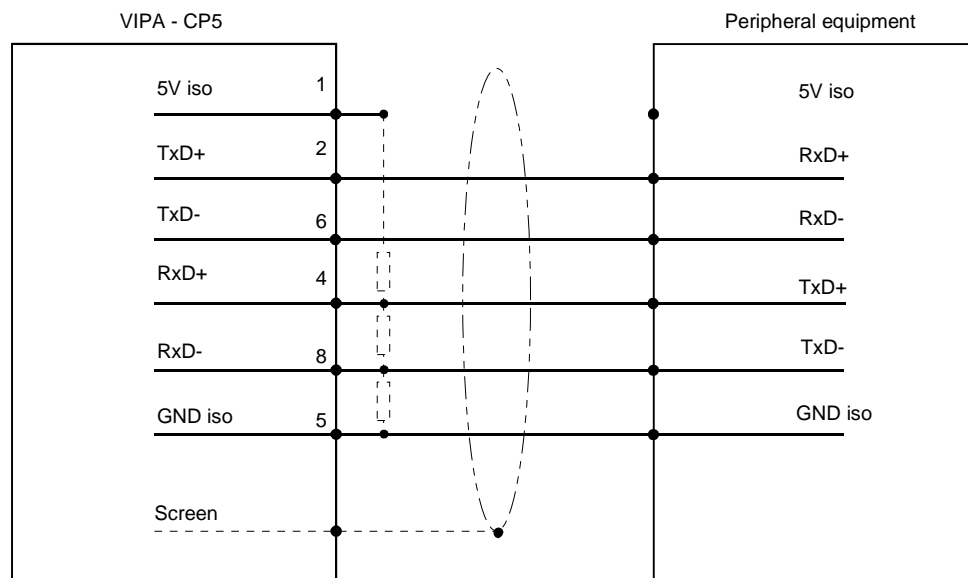 VIPA - CP5 Peripheral equipment
5V iso 1 5V iso
TxD+ 2 RxD+
TxD- 6 RxD-
RxD+ 4 TxD+
RxD- 8 TxD-
GND iso 5 GND iso
Screen